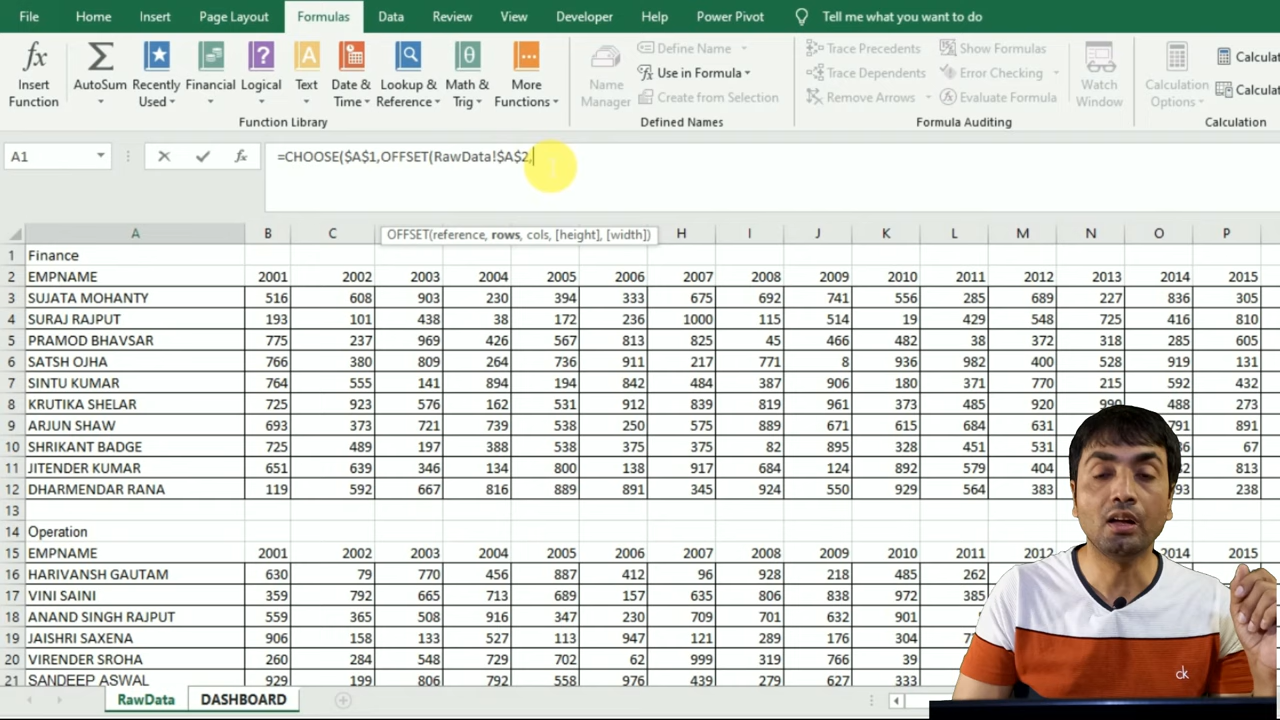 File Home Insert Page Layout Formulas Data Review View Developer Help Power Pivot Tell me what you want to do
fx Σ ? A θ
Insert Function AutoSum Recently Used Financial Logical Text Date & Time Lookup & Reference Math & Trig More Functions Name Manager Define Name Use in Formula Create from Selection Trace Precedents Trace Dependents Remove Arrows Show Formulas Error Checking Evaluate Formula Watch Window Calculation Options Calculat Calcula
Function Library Defined Names Formula Auditing Calculation
A1 fx =CHOOSE($A$1,OFFSET(RawData!$A$2,
OFFSET(reference, rows, cols, [height], [width])
A B C H I J K L M N O P
1 Finance
2 EMPNAME 2001 2002 2003 2004 2005 2006 2007 2008 2009 2010 2011 2012 2013 2014 2015
3 SUJATA MOHANTY 516 608 903 230 394 333 675 692 741 556 285 689 227 836 305
4 SURAJ RAJPUT 193 101 438 38 172 236 1000 115 514 19 429 548 725 416 810
5 PRAMOD BHAVSAR 775 237 969 426 567 813 825 45 466 482 38 372 318 285 605
6 SATSH OJHA 766 380 809 264 736 911 217 771 8 936 982 400 528 919 131
7 SINTU KUMAR 764 555 141 894 194 842 484 387 906 180 371 770 215 592 432
8 KRUTIKA SHELAR 725 923 576 162 531 912 839 819 961 373 485 920 990 488 273
9 ARJUN SHAW 693 373 721 739 538 250 575 889 671 615 684 631 791 891
10 SHRIKANT BADGE 725 489 197 388 538 375 375 82 895 328 451 531 67
11 JITENDER KUMAR 651 639 346 134 800 138 917 684 124 892 579 404 813
12 DHARMENDAR RANA 119 592 667 816 889 891 345 924 550 929 564 383 238
13
14 Operation
15 EMPNAME 2001 2002 2003 2004 2005 2006 2007 2008 2009 2010 2011 2012 2014 2015
16 HARIVANSH GAUTAM 630 79 770 456 887 412 96 928 218 485 262
17 VINI SAINI 359 792 665 713 689 157 635 806 838 972 385
18 ANAND SINGH RAJPUT 559 365 508 916 347 230 709 701 632 901
19 JAISHRI SAXENA 906 158 133 527 113 947 121 289 176 304
20 VIRENDER SROHA 260 284 548 729 702 62 999 319 766 39
21 SANDEEP ASWAL 929 199 806 792 558 976 438 279 627 333
RawData DASHBOARD
ck